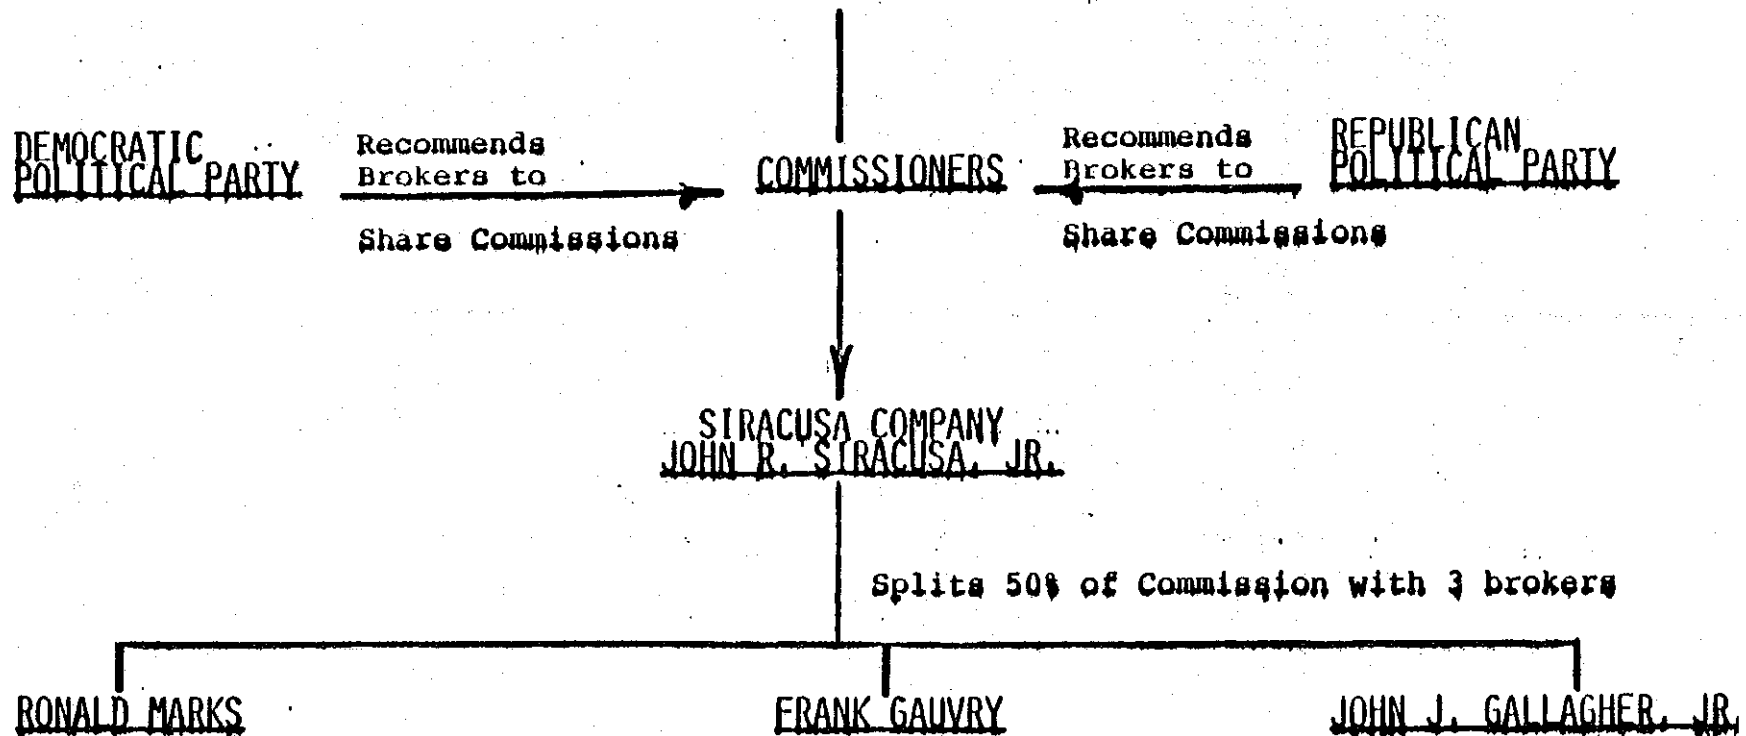 DEMOCRATIC
POLITICAL PARTY
Recommends
Brokers to
Share Commissions
COMMISSIONERS
Recommends
Brokers to
Share Commissions
REPUBLICAN
POLITICAL PARTY
SIRACUSA COMPANY
JOHN R. SIRACUSA, JR.
Splits 50% of Commission with 3 brokers
RONALD MARKS
FRANK GAUVRY
JOHN J. GALLAGHER, JR.